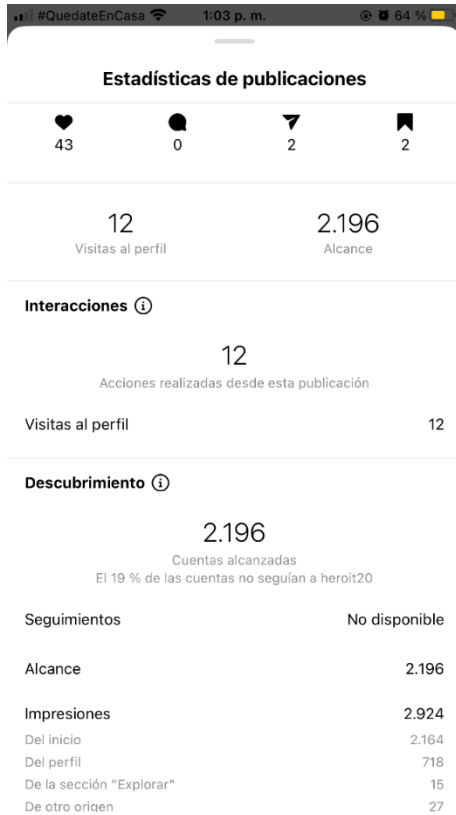 #QuedateEnCasa 1:03 p. m. 64 %
Estadísticas de publicaciones
43 0 2 2
12 2.196
Visitas al perfil Alcance
Interacciones
12
Acciones realizadas desde esta publicación
Visitas al perfil 12
Descubrimiento
2.196
Cuentas alcanzadas
El 19 % de las cuentas no seguían a heroit20
Seguimientos No disponible
Alcance 2.196
Impresiones 2.924
Del inicio 2.164
Del perfil 718
De la sección "Explorar" 15
De otro origen 27